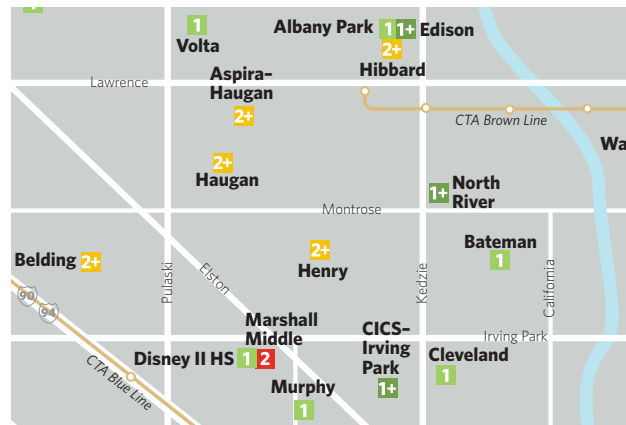 1
Volta
Albany Park 1 1+ Edison
2+
Hibbard
Lawrence
Aspira–
Haugan
2+
CTA Brown Line
Wa
2+
Haugan
1+ North
River
Montrose
Belding 2+
2+
Henry
Bateman
1
Pulaski
Elston
Kedzie
California
90
94
CTA Blue Line
Marshall
Middle
Disney II HS 1 2
Murphy
1
CICS–
Irving
Park
1+
Irving Park
Cleveland
1